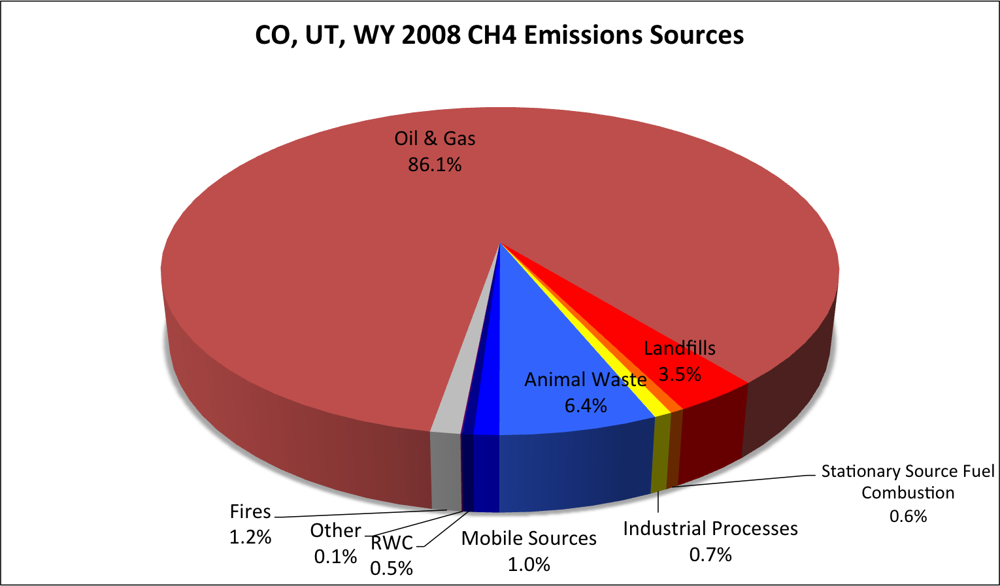 CO, UT, WY 2008 CH4 Emissions Sources
Oil & Gas
86.1%
Landfills
3.5%
Animal Waste
6.4%
Stationary Source Fuel
Combustion
0.6%
Industrial Processes
0.7%
Mobile Sources
1.0%
RWC
0.5%
Other
0.1%
Fires
1.2%